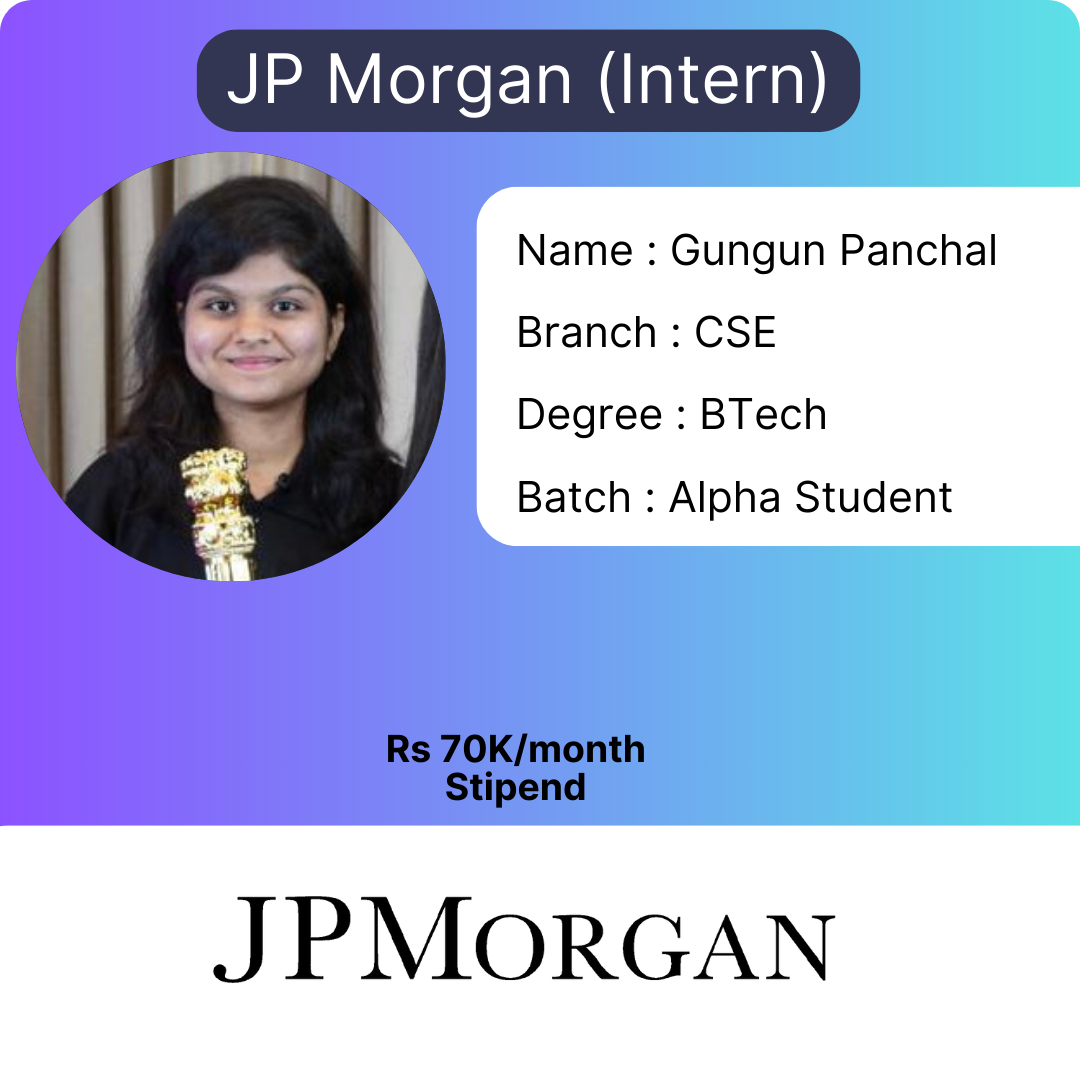 JP Morgan (Intern)
Name : Gungun Panchal
Branch : CSE
Degree : BTech
Batch : Alpha Student
Rs 70K/month
Stipend
JPMORGAN